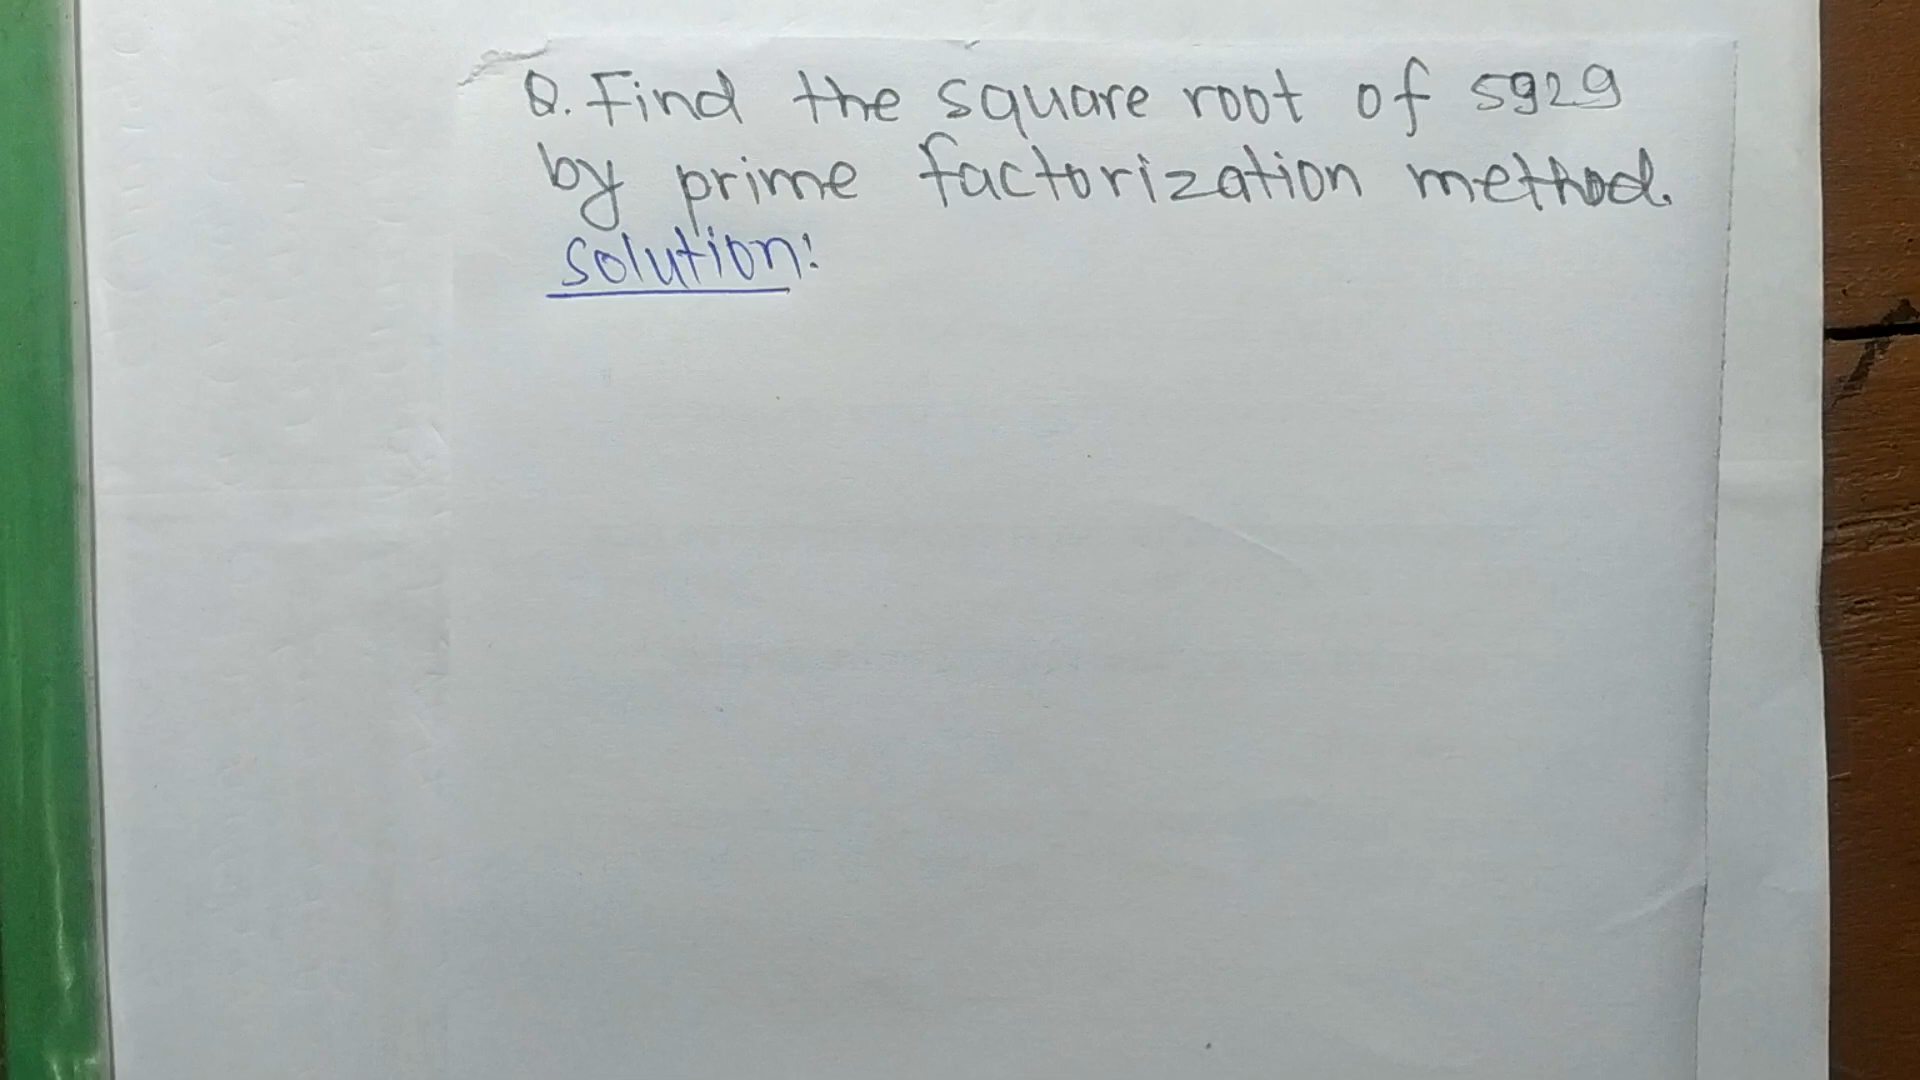 Q. Find the square root of 5929
by prime factorization method.
Solution: